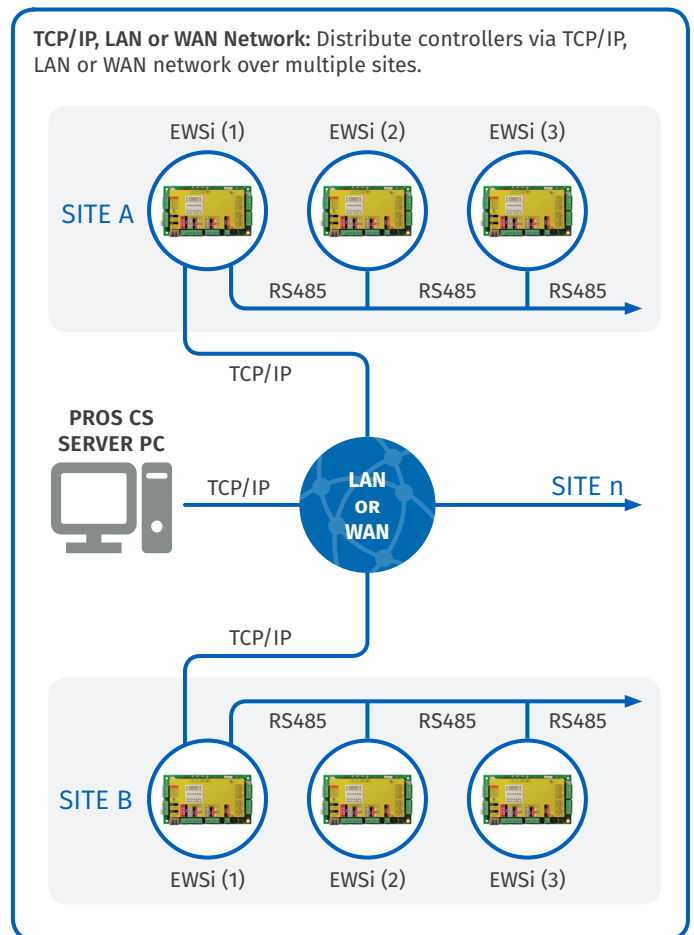 TCP/IP, LAN or WAN Network: Distribute controllers via TCP/IP,
LAN or WAN network over multiple sites.
EWSi (1)
EWSi (2)
EWSi (3)
SITE A
RS485
RS485
RS485
TCP/IP
PROS CS
SERVER PC
TCP/IP
LAN
OR
WAN
SITE n
TCP/IP
RS485
RS485
RS485
SITE B
EWSi (1)
EWSi (2)
EWSi (3)